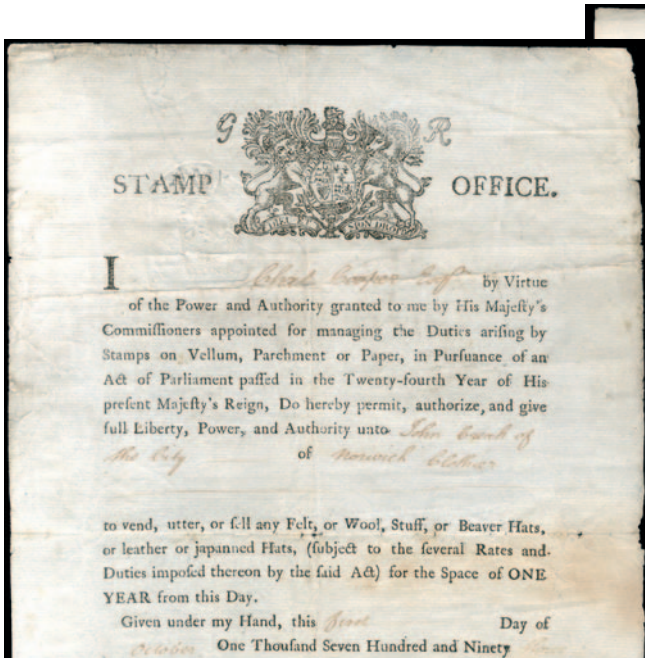 G R
STAMP OFFICE.
I Cooper Esqr. by Virtue
of the Power and Authority granted to me by His Majeſty's
Commiſſioners appointed for managing the Duties ariſing by
Stamps on Vellum, Parchment or Paper, in Purſuance of an
Act of Parliament paſſed in the Twenty-fourth Year of His
preſent Majeſty's Reign, Do hereby permit, authorize, and give
full Liberty, Power, and Authority unto John of
the City of Norwich Clothier
to vend, utter, or ſell any Felt, or Wool, Stuff, or Beaver Hats,
or leather or japanned Hats, (ſubject to the ſeveral Rates and
Duties impoſed thereon by the ſaid Act) for the Space of ONE
YEAR from this Day.
Given under my Hand, this first Day of
October One Thouſand Seven Hundred and Ninety